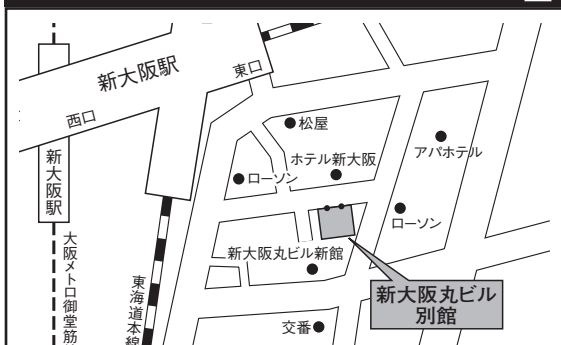 新大阪駅
東口
西口
松屋
新大阪駅
ホテル新大阪
アパホテル
ローソン
ローソン
大阪メトロ御堂筋
新大阪丸ビル新館
東海道本線
新大阪丸ビル
別館
交番